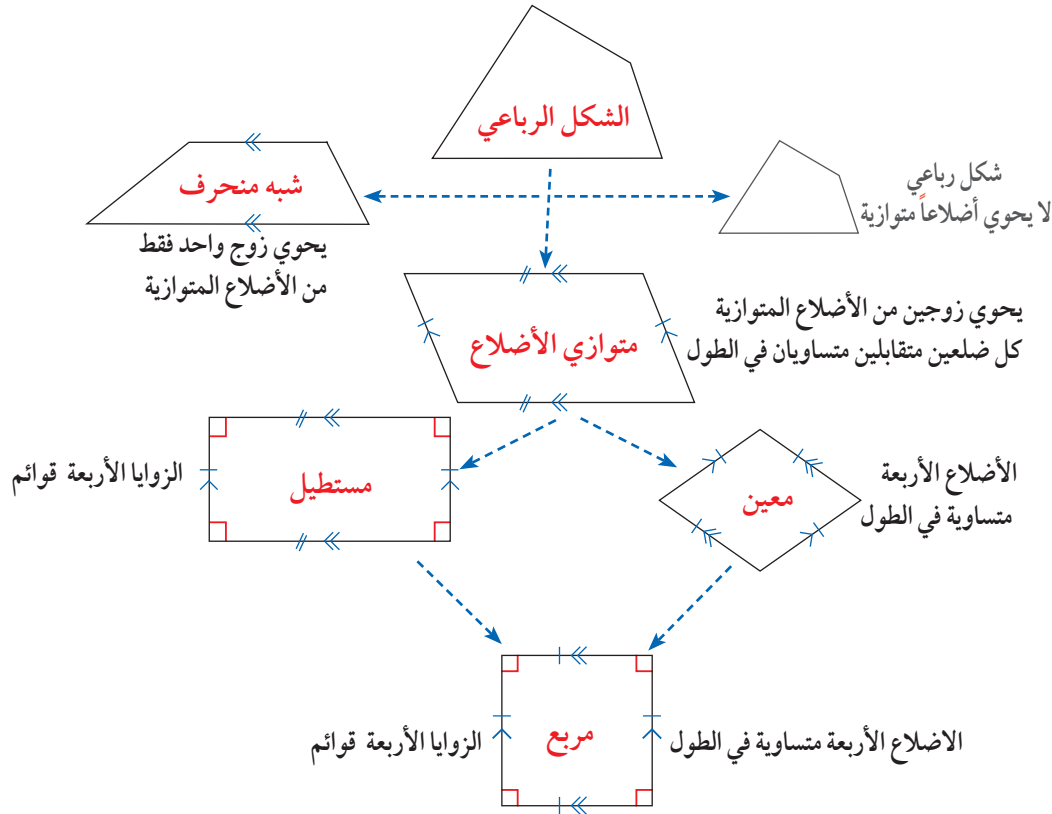 الشكل الرباعي
شكل رباعي
لا يحوي أضلاعاً متوازية
شبه منحرف
يحوي زوج واحد فقط
من الأضلاع المتوازية
يحوي زوجين من الأضلاع المتوازية
كل ضلعين متقابلين متساويان في الطول
متوازي الأضلاع
الأضلاع الأربعة
متساوية في الطول
معين
مستطيل
الزوايا الأربعة قوائم
الاضلاع الأربعة متساوية في الطول
مربع
الزوايا الأربعة قوائم